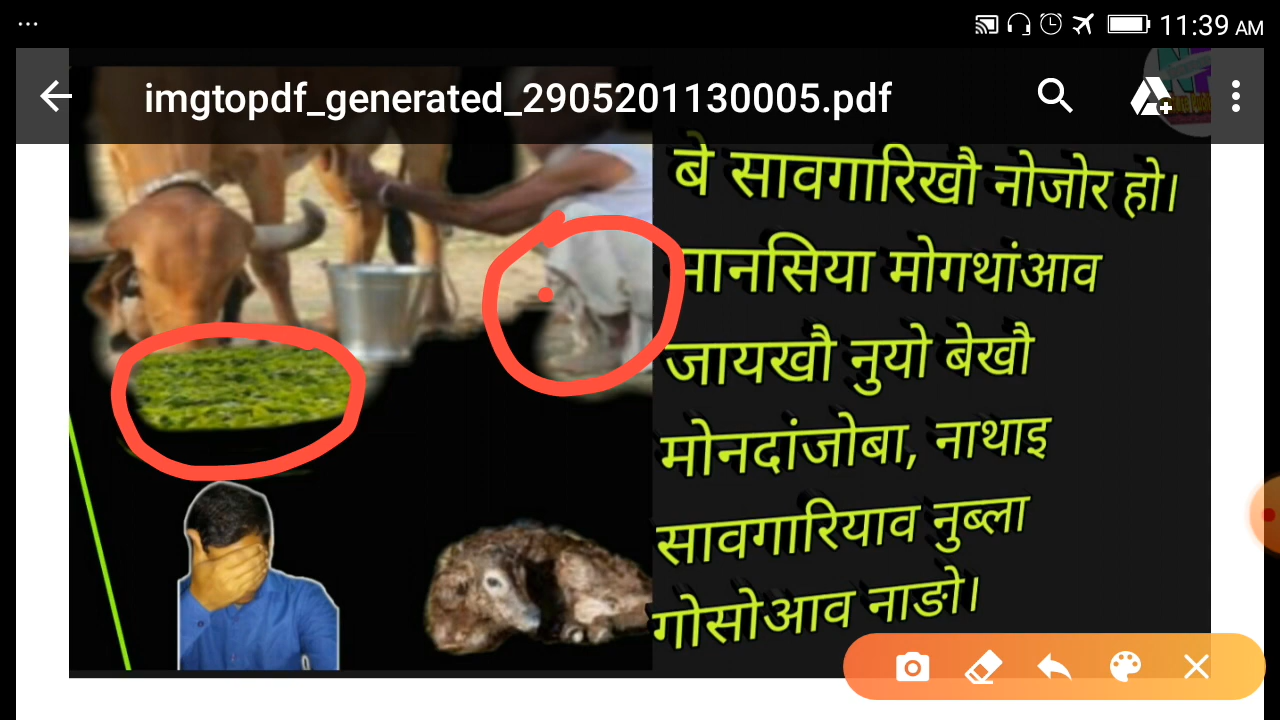 ...
11:39 AM
imgtopdf_generated_2905201130005.pdf
बे सावगारिखौ नोजोर हो।
मानसिया मोगथांआव
जायखौ नुयो बेखौ
मोनदांजोबा, नाथाइ
सावगारियाव नुब्ला
गोसोआव नाङो।